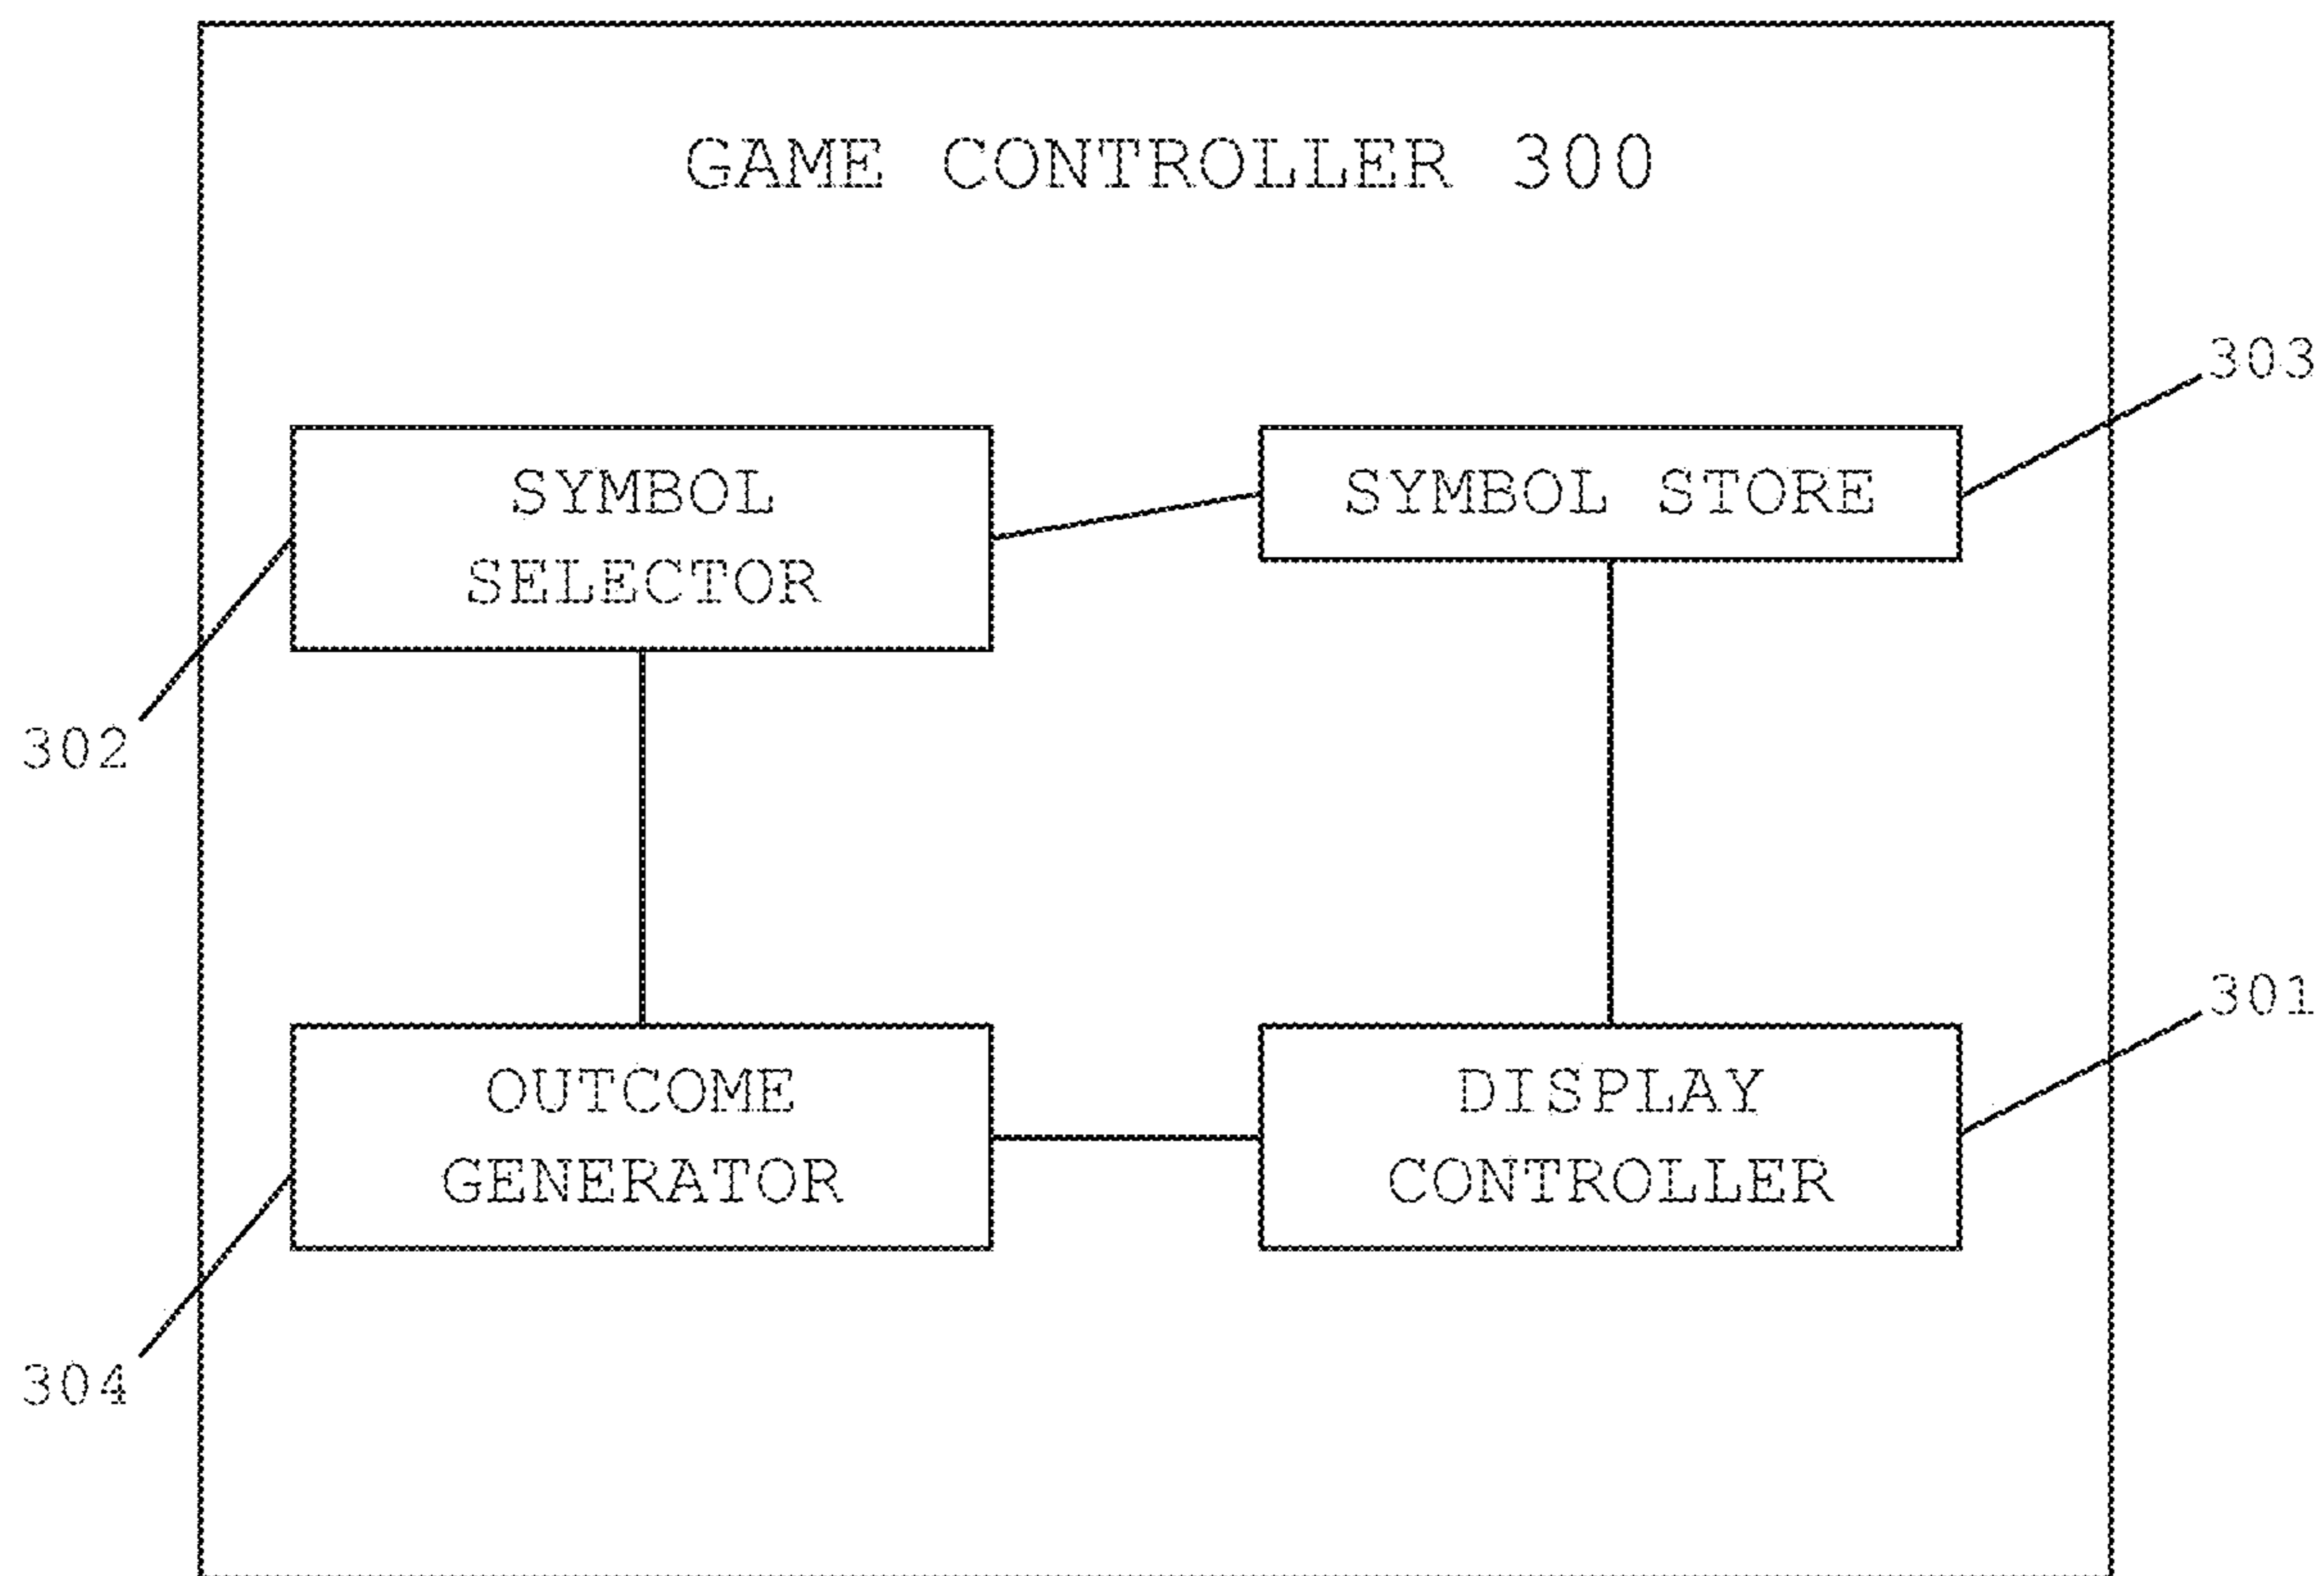 GAME CONTROLLER 300
303
SYMBOL
SELECTOR
SYMBOL STORE
302
301
OUTCOME
GENERATOR
DISPLAY
CONTROLLER
304